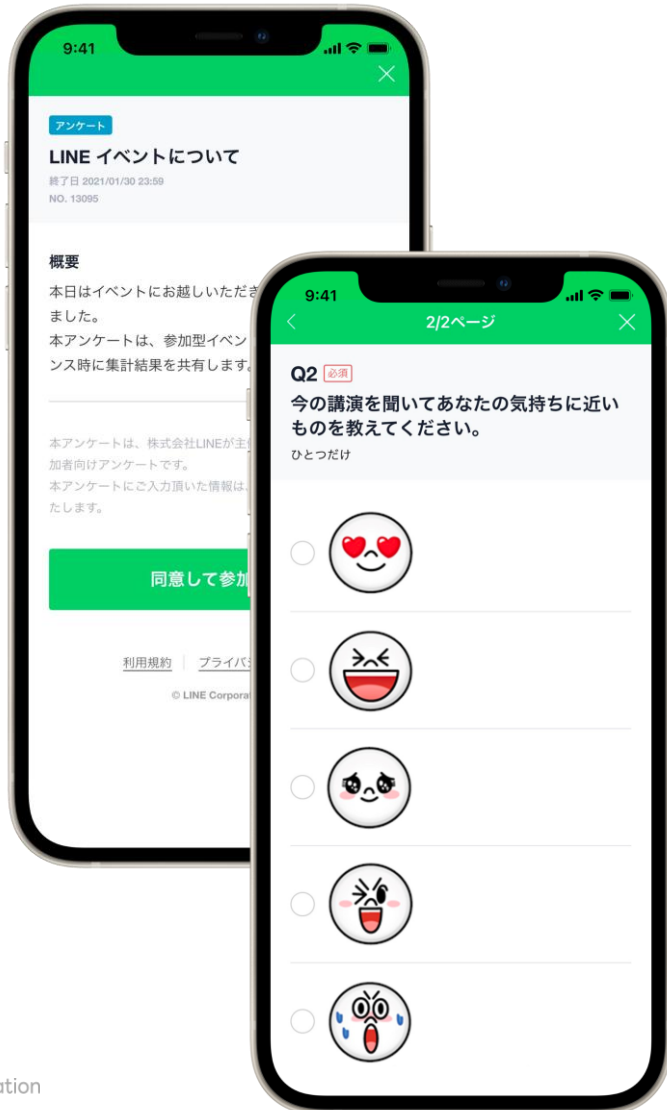 9:41
アンケート
LINE イベントについて
終了日 2021/01/30 23:59
NO. 13095
概要
本日はイベントにお越しいただき
ました。
本アンケートは、参加型イベン
ンス時に集計結果を共有します。
本アンケートは、株式会社LINEが主
加者向けアンケートです。
本アンケートにご入力頂いた情報は、
たします。
同意して参加
利用規約
プライバ
© LINE Corporat
9:41
2/2ページ
Q2 必須
今の講演を聞いてあなたの気持ちに近い
ものを教えてください。
ひとつだけ
ation